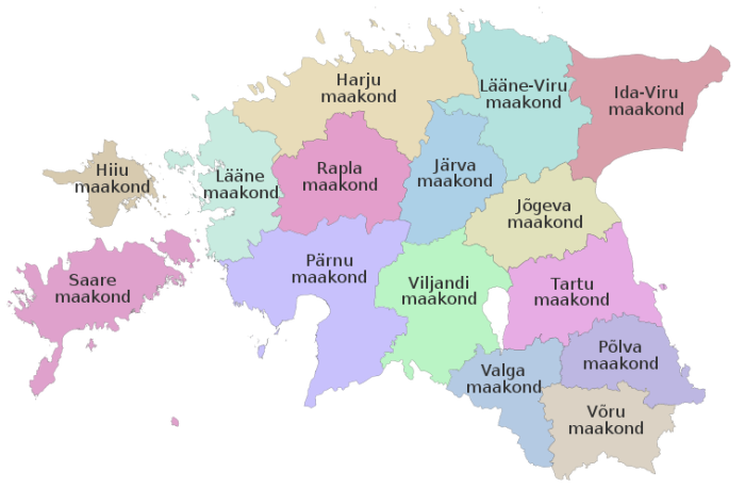 Harju
maakond
Lääne-Viru
maakond
Ida-Viru
maakond
Hiiu
maakond
Lääne
maakond
Rapla
maakond
Järva
maakond
Jõgeva
maakond
Saare
maakond
Pärnu
maakond
Viljandi
maakond
Tartu
maakond
Valga
maakond
Põlva
maakond
Võru
maakond